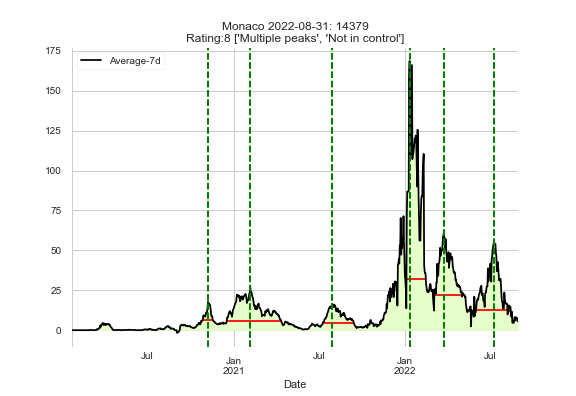 Monaco 2022-08-31: 14379
Rating:8 ['Multiple peaks', 'Not in control']
175
150
125
100
75
50
25
0
Average-7d
Jul
Jan
2021
Jul
Jan
2022
Jul
Date